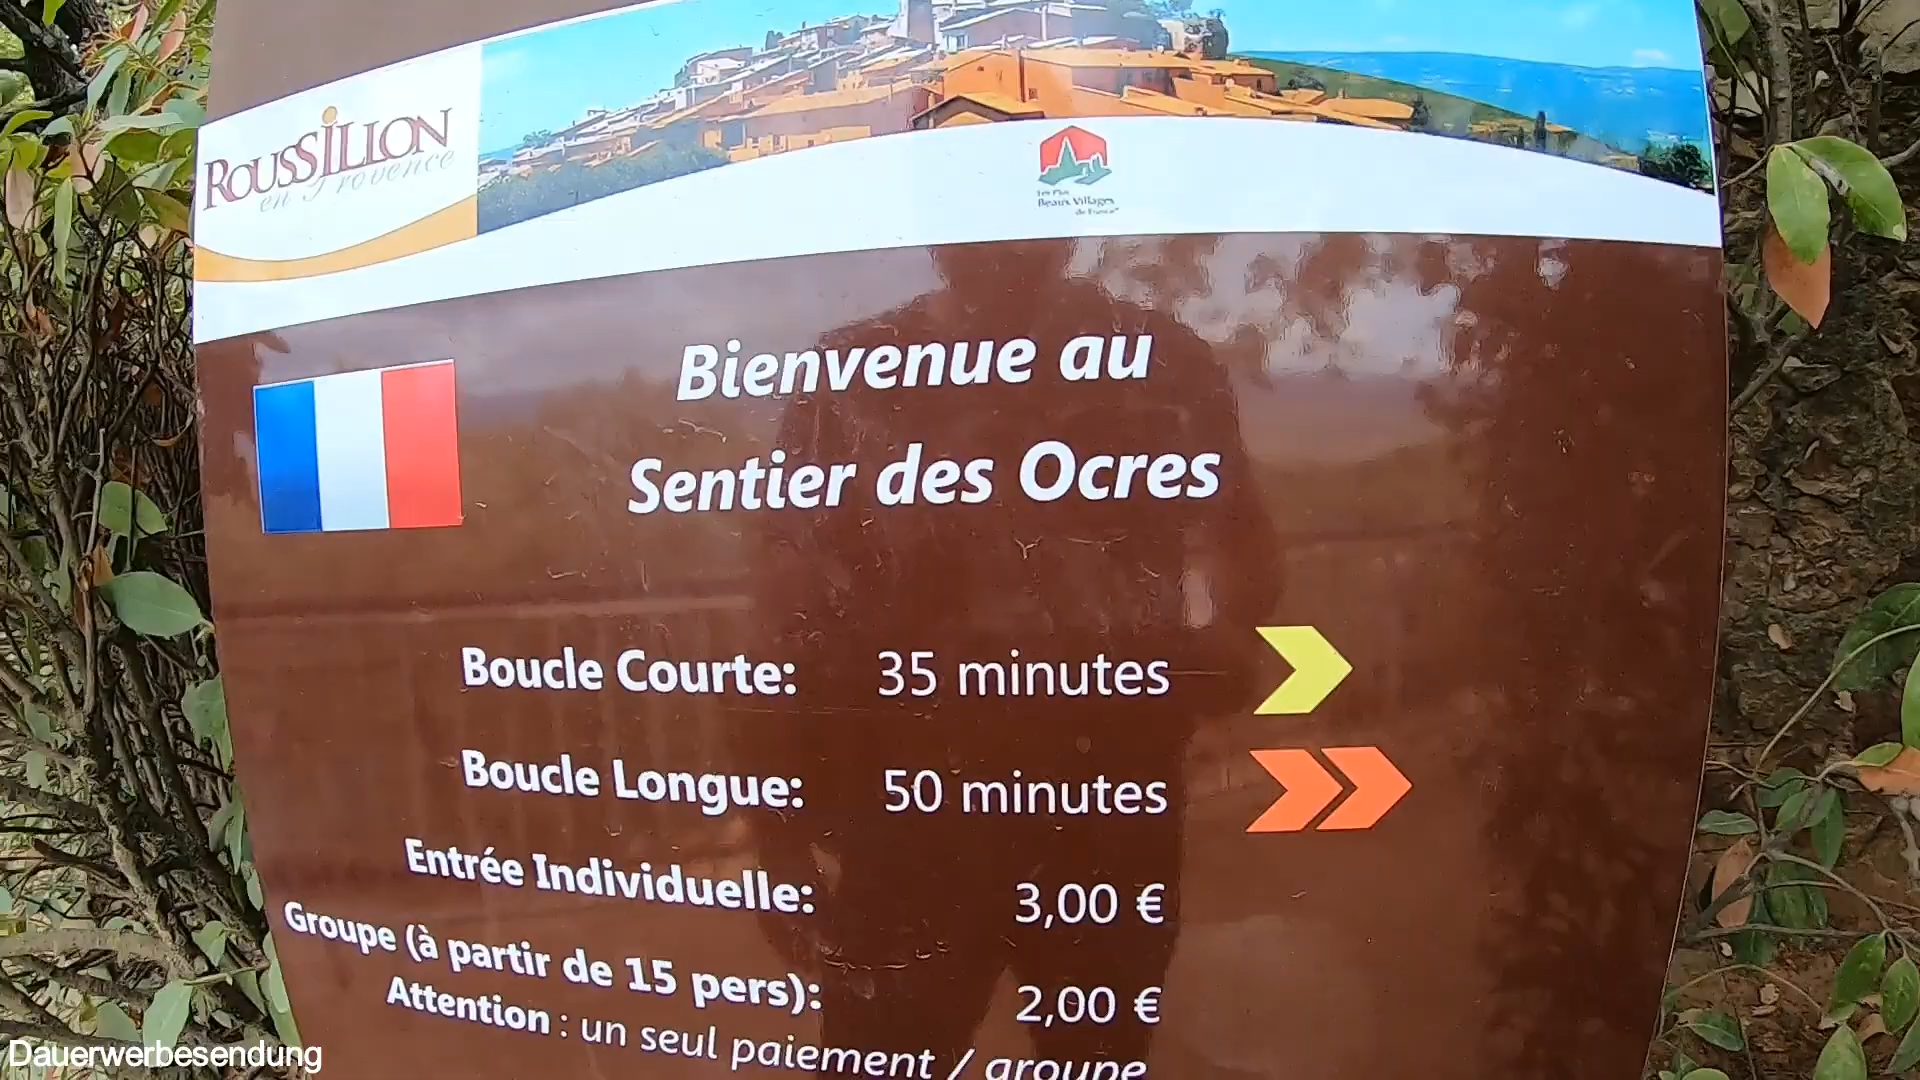 ROUSSILLON
en Provence
Les Plus
Beaux Villages
de France
Bienvenue au
Sentier des Ocres
Boucle Courte: 35 minutes
Boucle Longue: 50 minutes
Entrée Individuelle: 3,00 €
Groupe (à partir de 15 pers): 2,00 €
Attention : un seul paiement / groupe
Dauerwerbesendung